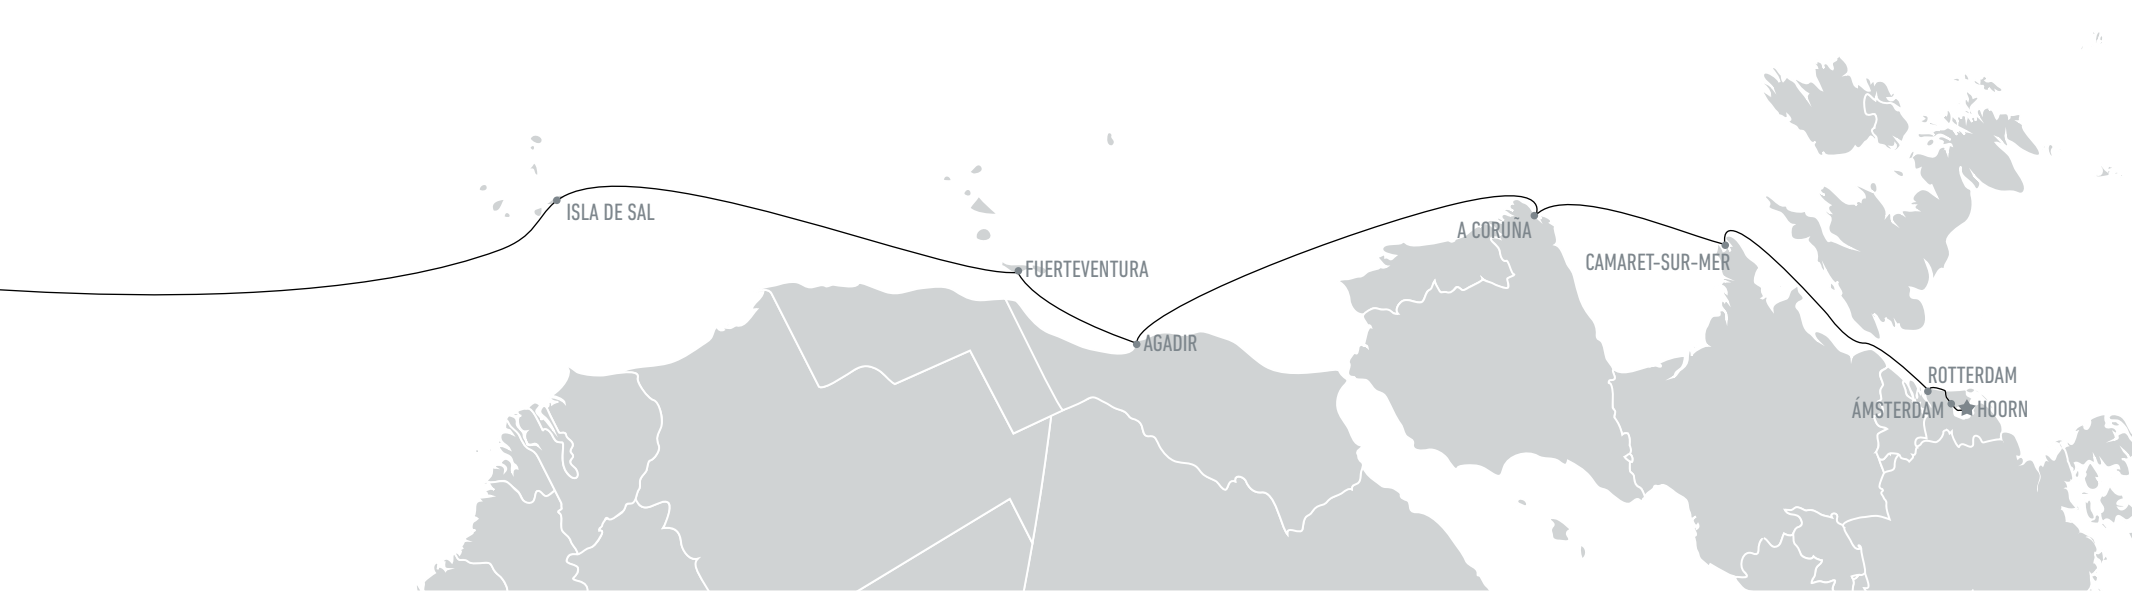 ISLA DE SAL
FUERTEVENTURA
AGADIR
A CORUÑA
CAMARET-SUR-MER
ROTTERDAM
ÁMSTERDAM
HOORN